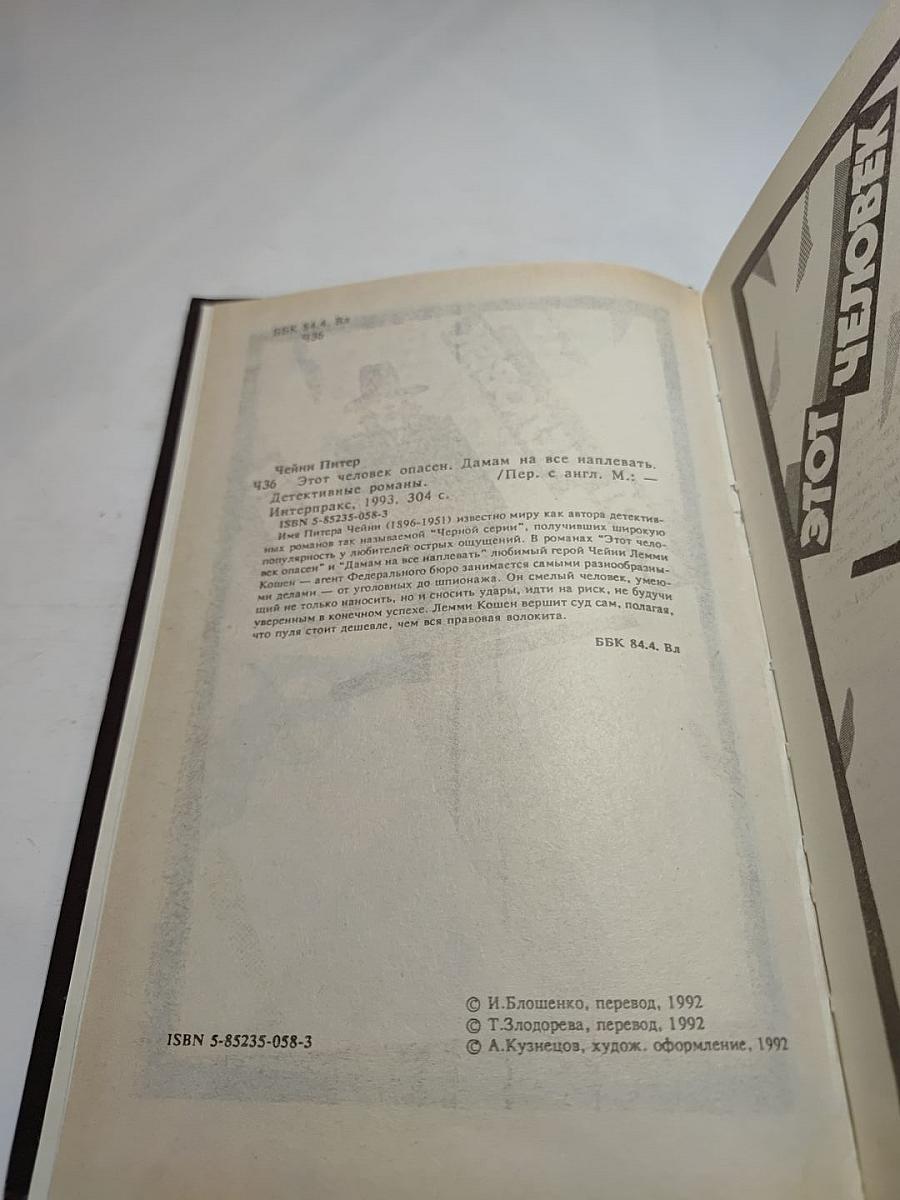 ББК 84.4. Вл
Ч36
Чейни Питер
Ч36 Этот человек опасен. Дамам на все наплевать.
Детективные романы. /Пер. с англ. М.: —
Интерпракс, 1993, 304 с.
ISBN 5-85235-058-3
Имя Питера Чейни (1896-1951) известно миру как автора детектив-
ных романов так называемой "Черной серии", получивших широкую
популярность у любителей острых ощущений. В романах "Этот чело-
век опасен" и "Дамам на все наплевать" любимый герой Чейни Лемми
Кошен — агент Федерального бюро занимается самыми разнообразны-
ми делами — от уголовных до шпионажа. Он смелый человек, умею-
щий не только наносить, но и сносить удары, идти на риск, не будучи
уверенным в конечном успехе. Лемми Кошен вершит суд сам, полагая,
что пуля стоит дешевле, чем вся правовая волокита.
ББК 84.4. Вл
ISBN 5-85235-058-3
© И.Блошенко, перевод, 1992
© Т.Злодорева, перевод, 1992
© А.Кузнецов, худож. оформление, 1992
ЭТОТ ЧЕЛОВЕК